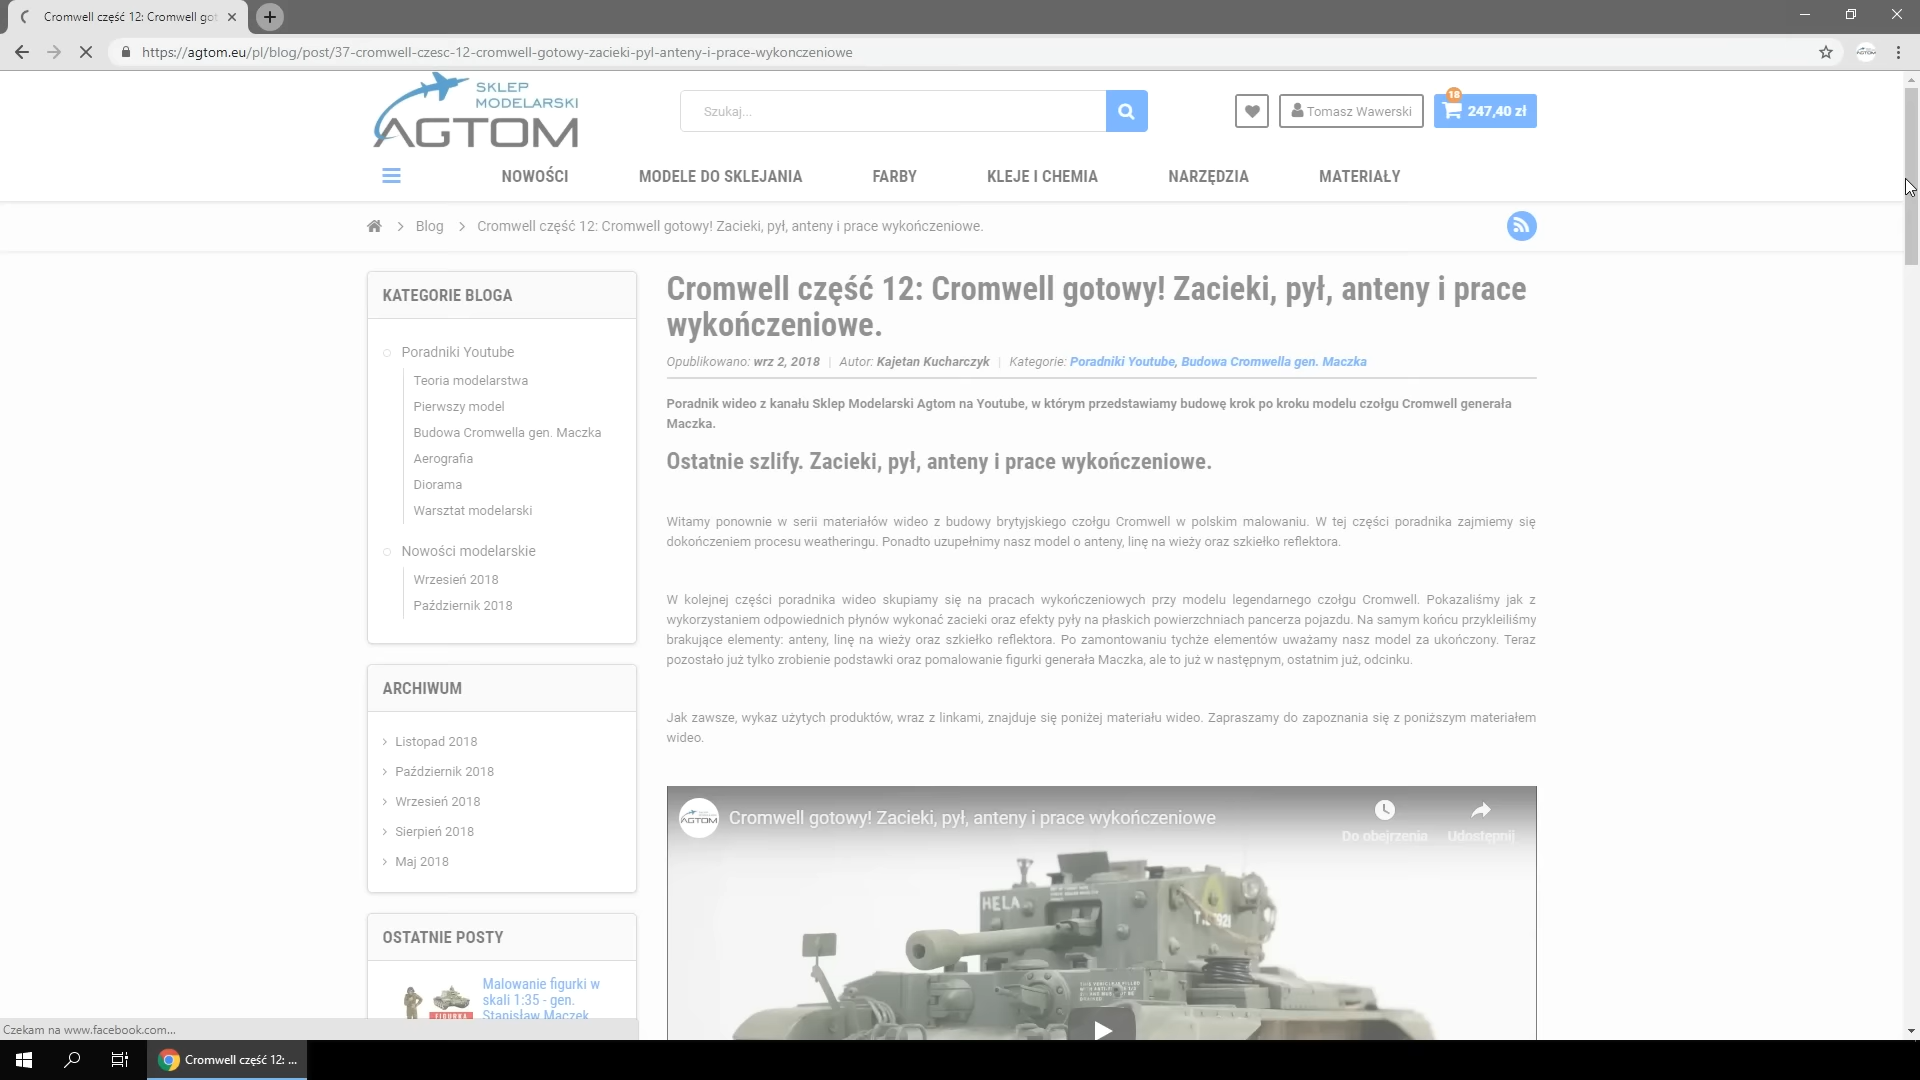 Cromwell część 12: Cromwell got
https://agtom.eu/pl/blog/post/37-cromwell-czesc-12-cromwell-gotowy-zacieki-pyl-anteny-i-prace-wykonczeniowe
SKLEP
MODELARSKI
AGTOM
Szukaj...
Tomasz Wawerski
18
247,40 zł
NOWOŚCI
MODELE DO SKLEJANIA
FARBY
KLEJE I CHEMIA
NARZĘDZIA
MATERIAŁY
Blog
Cromwell część 12: Cromwell gotowy! Zacieki, pył, anteny i prace wykończeniowe.
KATEGORIE BLOGA
Poradniki Youtube
Teoria modelarstwa
Pierwszy model
Budowa Cromwella gen. Maczka
Aerografia
Diorama
Warsztat modelarski
Nowości modelarskie
Wrzesień 2018
Październik 2018
ARCHIWUM
Listopad 2018
Październik 2018
Wrzesień 2018
Sierpień 2018
Maj 2018
OSTATNIE POSTY
FIGURKA
Malowanie figurki w
skali 1:35 - gen.
Stanisław Maczek
Cromwell część 12: Cromwell gotowy! Zacieki, pył, anteny i prace
wykończeniowe.
Opublikowano: wrz 2, 2018 | Autor: Kajetan Kucharczyk | Kategorie: Poradniki Youtube, Budowa Cromwella gen. Maczka
Poradnik wideo z kanału Sklep Modelarski Agtom na Youtube, w którym przedstawiamy budowę krok po kroku modelu czołgu Cromwell generała
Maczka.
Ostatnie szlify. Zacieki, pył, anteny i prace wykończeniowe.
Witamy ponownie w serii materiałów wideo z budowy brytyjskiego czołgu Cromwell w polskim malowaniu. W tej części poradnika zajmiemy się
dokończeniem procesu weatheringu. Ponadto uzupełnimy nasz model o anteny, linę na wieży oraz szkiełko reflektora.
W kolejnej części poradnika wideo skupiamy się na pracach wykończeniowych przy modelu legendarnego czołgu Cromwell. Pokazaliśmy jak z
wykorzystaniem odpowiednich płynów wykonać zacieki oraz efekty pyły na płaskich powierzchniach pancerza pojazdu. Na samym końcu przykleiliśmy
brakujące elementy: anteny, linę na wieży oraz szkiełko reflektora. Po zamontowaniu tychże elementów uważamy nasz model za ukończony. Teraz
pozostało już tylko zrobienie podstawki oraz pomalowanie figurki generała Maczka, ale to już w następnym, ostatnim już, odcinku.
Jak zawsze, wykaz użytych produktów, wraz z linkami, znajduje się poniżej materiału wideo. Zapraszamy do zapoznania się z poniższym materiałem
wideo.
AGTOM
Cromwell gotowy! Zacieki, pył, anteny i prace wykończeniowe
Do obejrzenia
Udostępnij
HELA
Czekam na www.facebook.com...
Cromwell część 12: ...